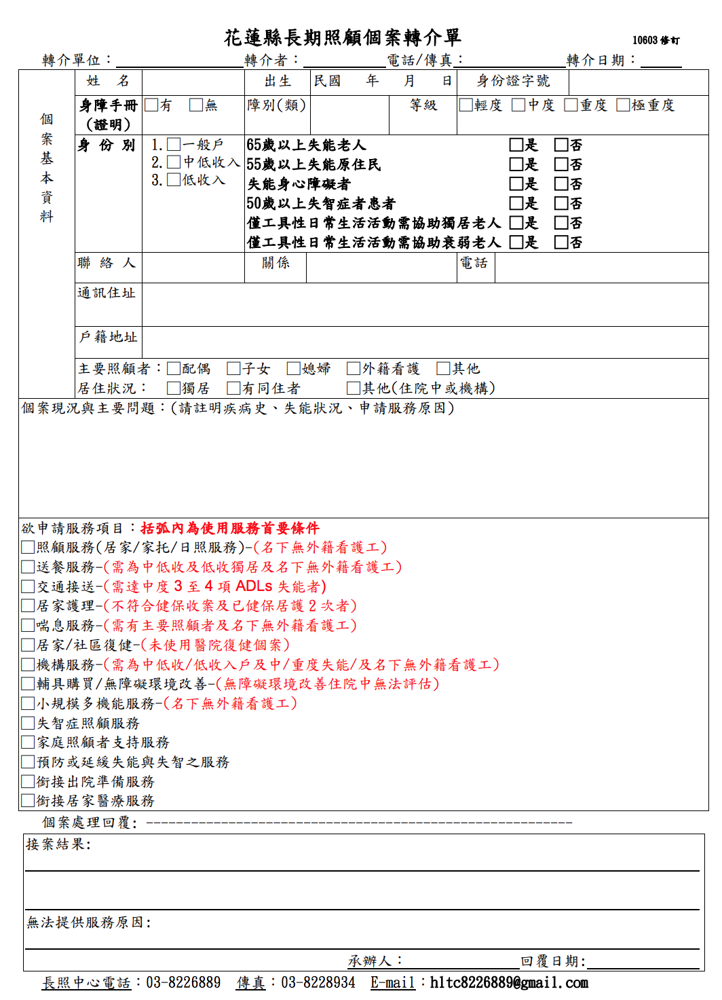 花蓮縣長期照顧個案轉介單 10603 修訂
轉介單位： 轉介者： 電話/傳真： 轉介日期：
個案基本資料
姓 名 出生 民國 年 月 日 身份證字號
身障手冊(證明) □有 □無 障別(類) 等級 □輕度 □中度 □重度 □極重度
身 份 別
1.□一般戶
2.□中低收入
3.□低收入
65歲以上失能老人 □是 □否
55歲以上失能原住民 □是 □否
失能身心障礙者 □是 □否
50歲以上失智症者患者 □是 □否
僅工具性日常生活活動需協助獨居老人 □是 □否
僅工具性日常生活活動需協助衰弱老人 □是 □否
聯 絡 人 關係 電話
通訊住址
戶籍地址
主要照顧者：□配偶 □子女 □媳婦 □外籍看護 □其他
居住狀況： □獨居 □有同住者 □其他(住院中或機構)
個案現況與主要問題：(請註明疾病史、失能狀況、申請服務原因)
欲申請服務項目：括弧內為使用服務首要條件
□照顧服務(居家/家托/日照服務)-(名下無外籍看護工)
□送餐服務-(需為中低收及低收獨居及名下無外籍看護工)
□交通接送-(需達中度 3 至 4 項 ADLs 失能者)
□居家護理-(不符合健保收案及已健保居護 2 次者)
□喘息服務-(需有主要照顧者及名下無外籍看護工)
□居家/社區復健-(未使用醫院復健個案)
□機構服務-(需為中低收/低收入戶及中/重度失能/及名下無外籍看護工)
□輔具購買/無障礙環境改善-(無障礙環境改善住院中無法評估)
□小規模多機能服務-(名下無外籍看護工)
□失智症照顧服務
□家庭照顧者支持服務
□預防或延緩失能與失智之服務
□銜接出院準備服務
□銜接居家醫療服務
個案處理回覆: ---------------------------------------------------------
接案結果:
無法提供服務原因:
承辦人： 回覆日期:
長照中心電話：03-8226889 傳真：03-8228934 E-mail：hltc8226889@gmail.com